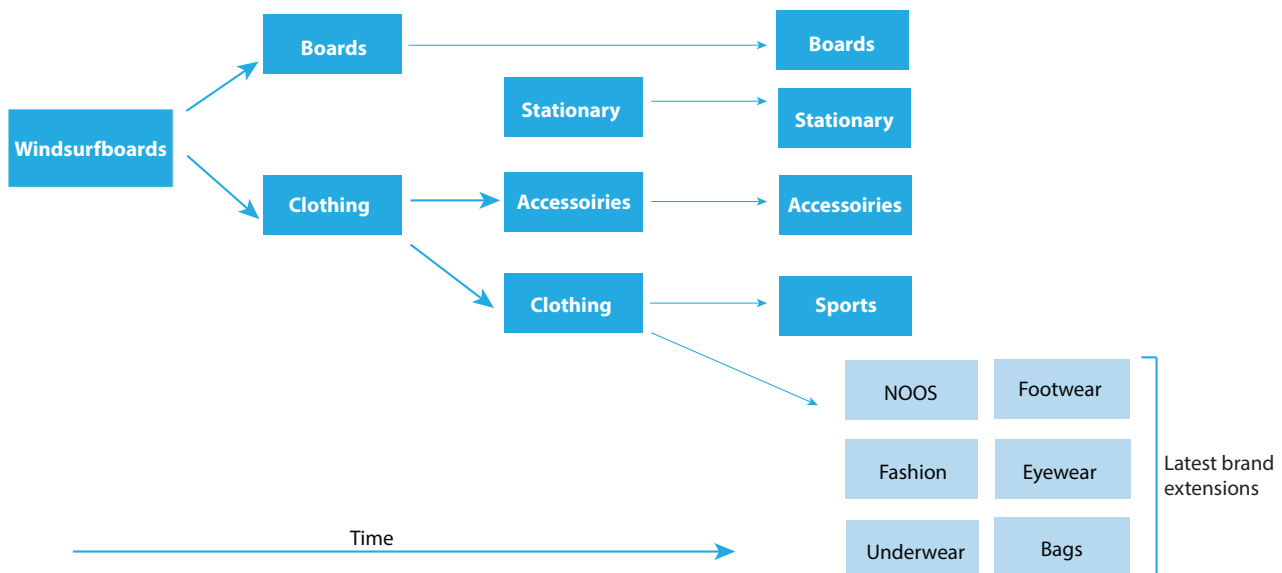 Boards
Boards
Stationary
Stationary
Windsurfboards
Clothing
Accessoiries
Accessoiries
Clothing
Sports
NOOS
Footwear
Fashion
Eyewear
Latest brand
extensions
Time
Underwear
Bags